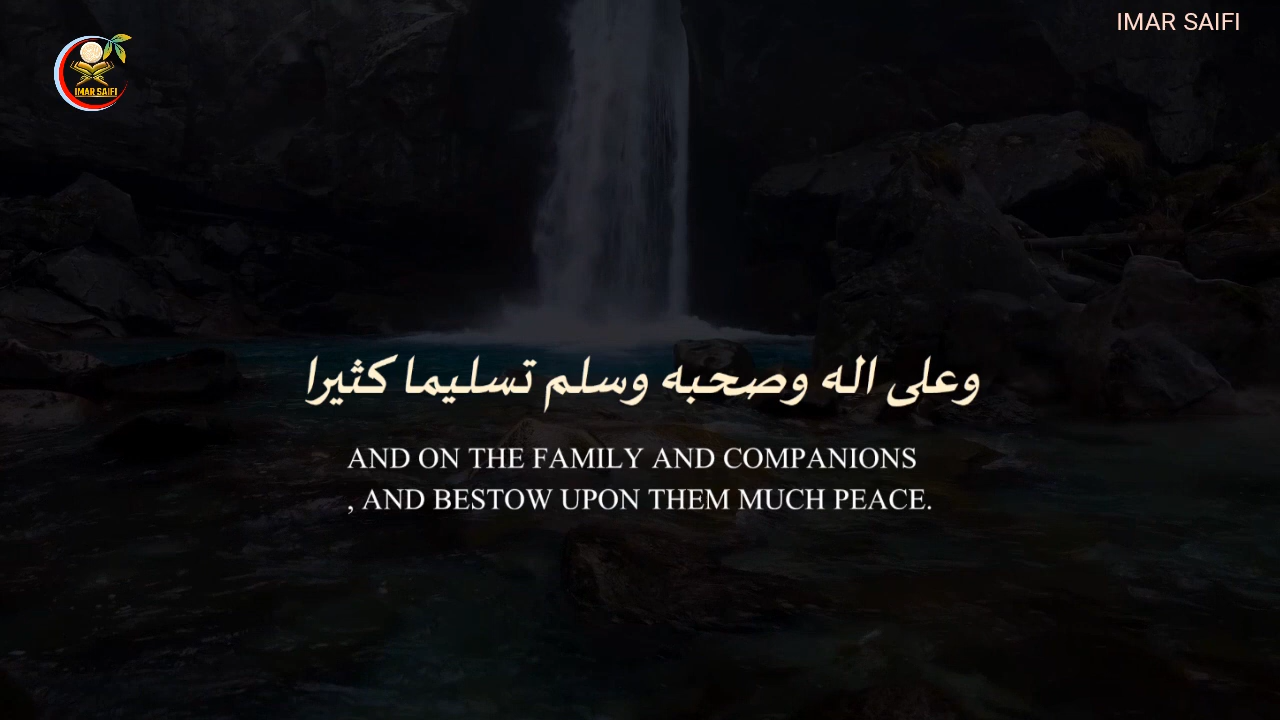 IMAR SAIFI
IMAR SAIFI
وعلى اله وصحبه وسلم تسليما كثيرا
AND ON THE FAMILY AND COMPANIONS
, AND BESTOW UPON THEM MUCH PEACE.